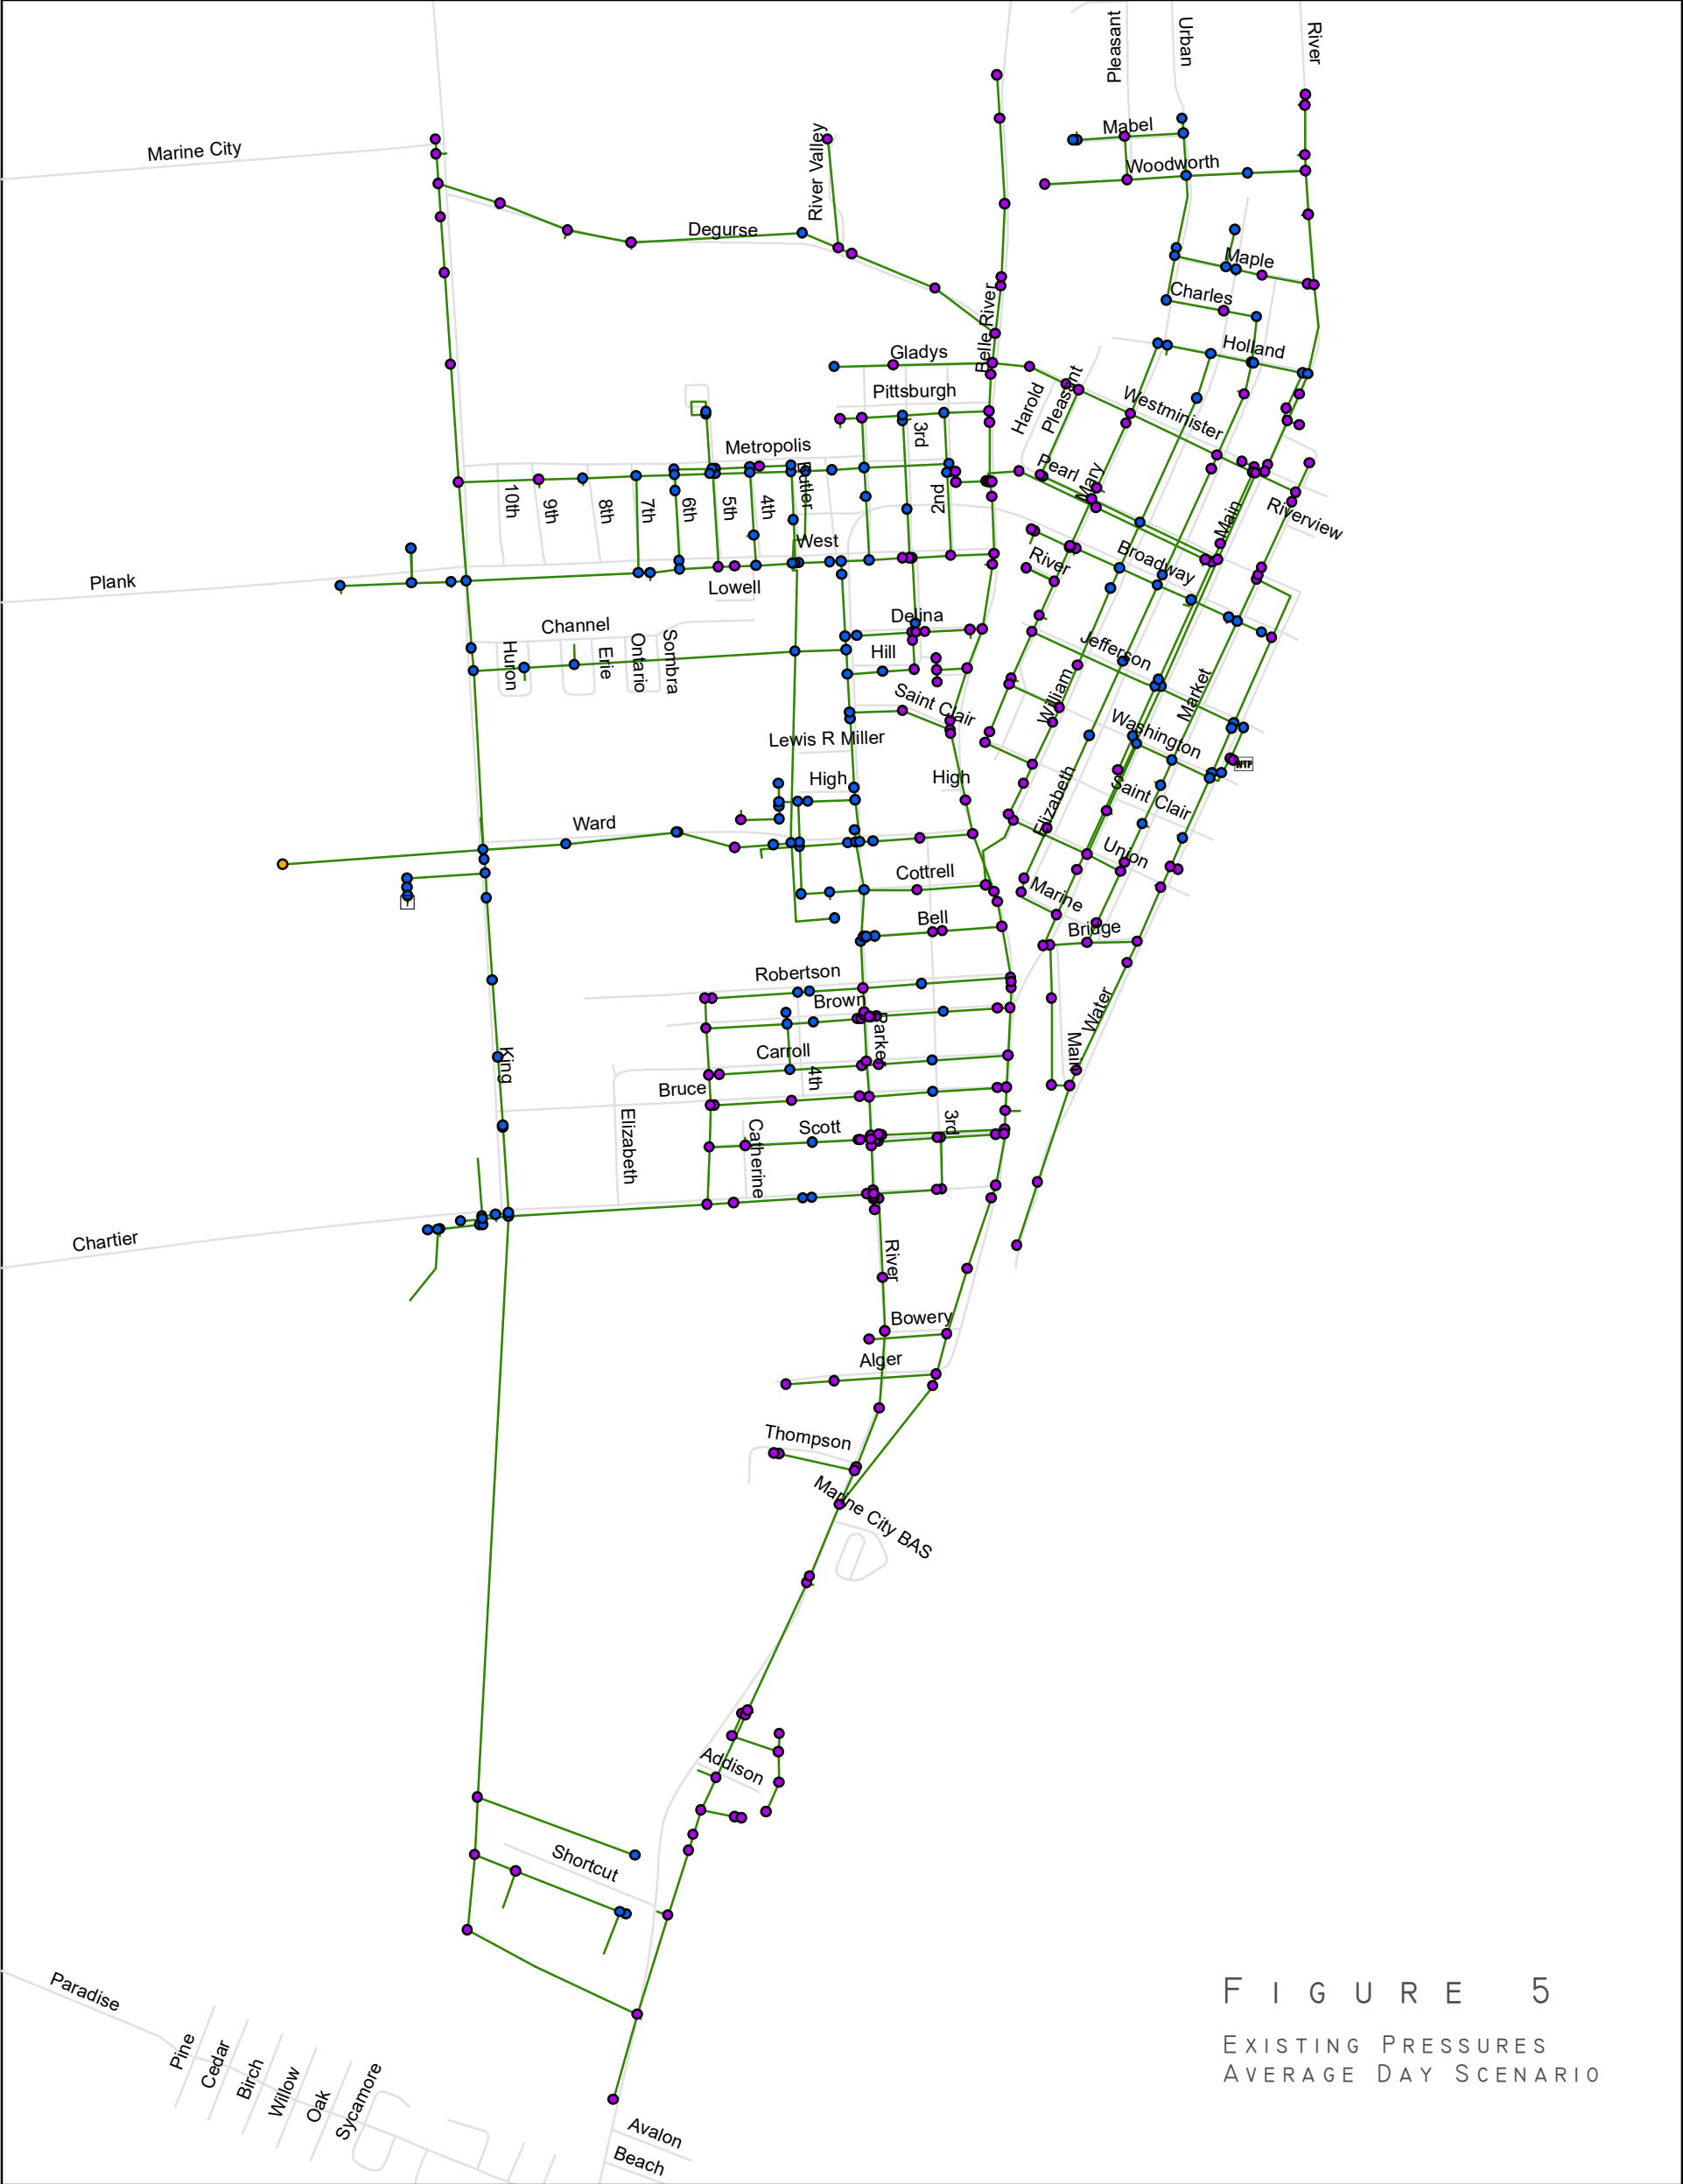 Pleasant
Urban
River
Marine City
River Valley
Mabel
Woodworth
Degurse
Maple
Charles
Belle River
Holland
Gladys
Pittsburgh
Harold
Pleasant
Westminister
3rd
Metropolis
Pearl
Mary
Butler
10th
9th
8th
7th
6th
5th
4th
2nd
Main
Riverview
West
Broadway
River
Plank
Lowell
Delina
Channel
Jefferson
Huron
Erie
Ontario
Sombra
Hill
William
Market
Saint Clair
Washington
Lewis R Miller
WTP
High
High
Elizabeth
Saint Clair
Ward
Union
Cottrell
Marine
Bell
Bridge
Robertson
Brown
Water
Parker
Main
King
Carroll
4th
Bruce
Elizabeth
Catherine
Scott
3rd
Chartier
River
Bowery
Alger
Thompson
Marine City BAS
Addison
Shortcut
Paradise
Pine
Cedar
Birch
Willow
Oak
Sycamore
Avalon
Beach
FIGURE 5
EXISTING PRESSURES
AVERAGE DAY SCENARIO